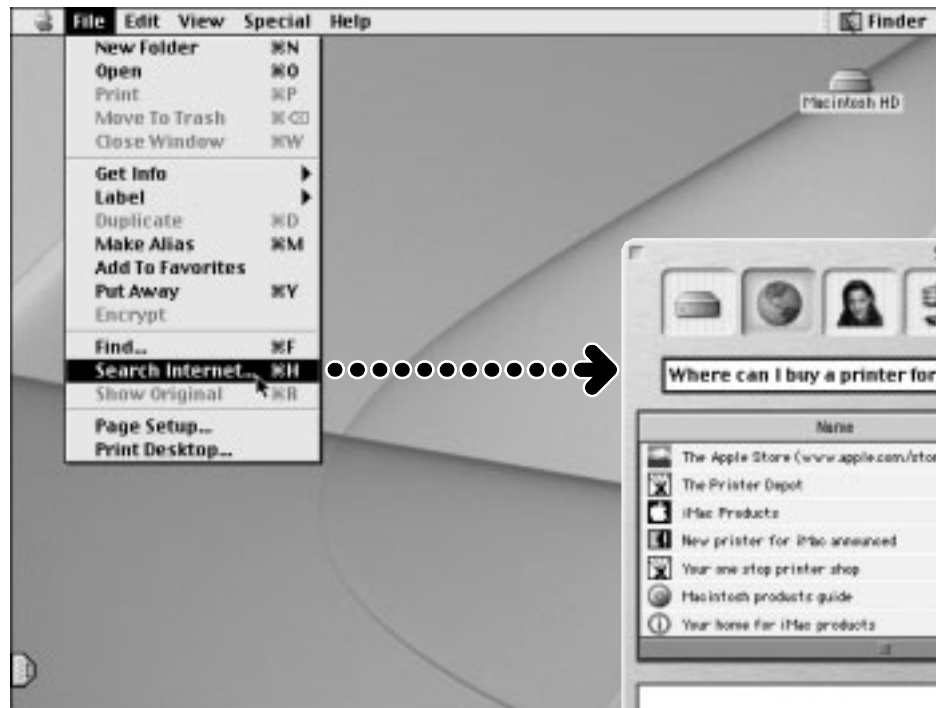 File Edit View Special Help Finder
New Folder ⌘N
Open ⌘O
Print ⌘P
Move To Trash ⌘⌫
Close Window ⌘W
Get Info
Label
Duplicate ⌘D
Make Alias ⌘M
Add To Favorites
Put Away ⌘Y
Encrypt
Find... ⌘F
Search Internet... ⌘H
Show Original ⌘R
Page Setup...
Print Desktop...
Macintosh HD
Where can I buy a printer for
Name
The Apple Store (www.apple.com/stor
The Printer Depot
iMac Products
New printer for iMac announced
Your one stop printer shop
Macintosh products guide
Your home for iMac products